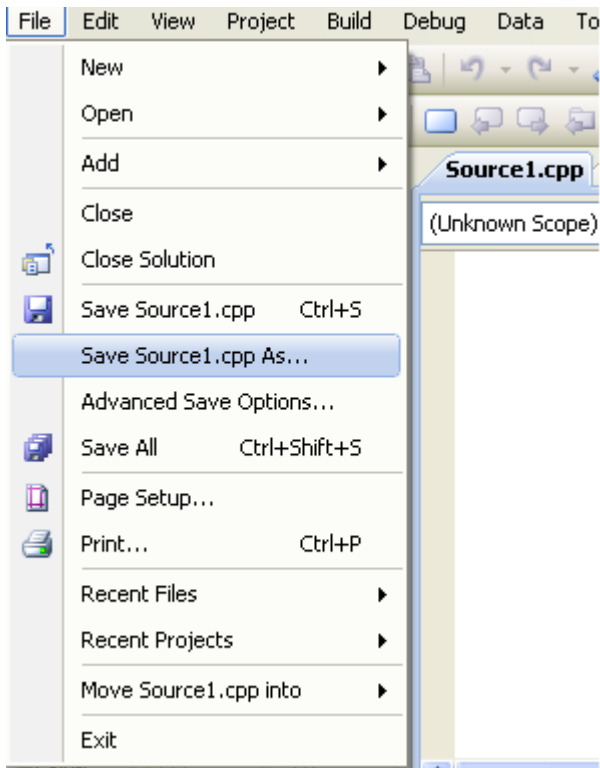 File Edit View Project Build Debug Data To
New
Open
Add
Source1.cpp
Close
(Unknown Scope)
Close Solution
Save Source1.cpp Ctrl+S
Save Source1.cpp As...
Advanced Save Options...
Save All Ctrl+Shift+S
Page Setup...
Print... Ctrl+P
Recent Files
Recent Projects
Move Source1.cpp into
Exit